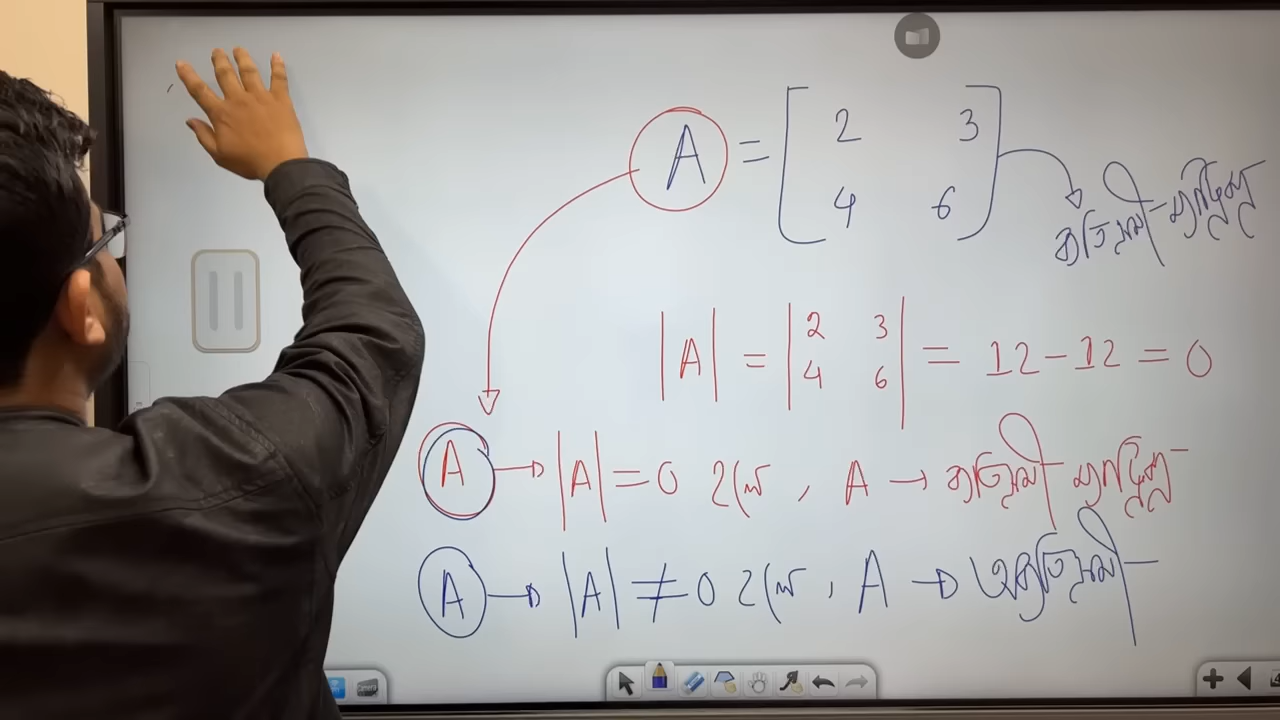 A = [ 2 3
4 6 ] → ব্যতিক্রমী ম্যাট্রিক্স
|A| = | 2 3
4 6 | = 12 - 12 = 0
A → |A| = 0 হলে , A → ব্যতিক্রমী ম্যাট্রিক্স
A → |A| ≠ 0 হলে , A → অব্যতিক্রমী